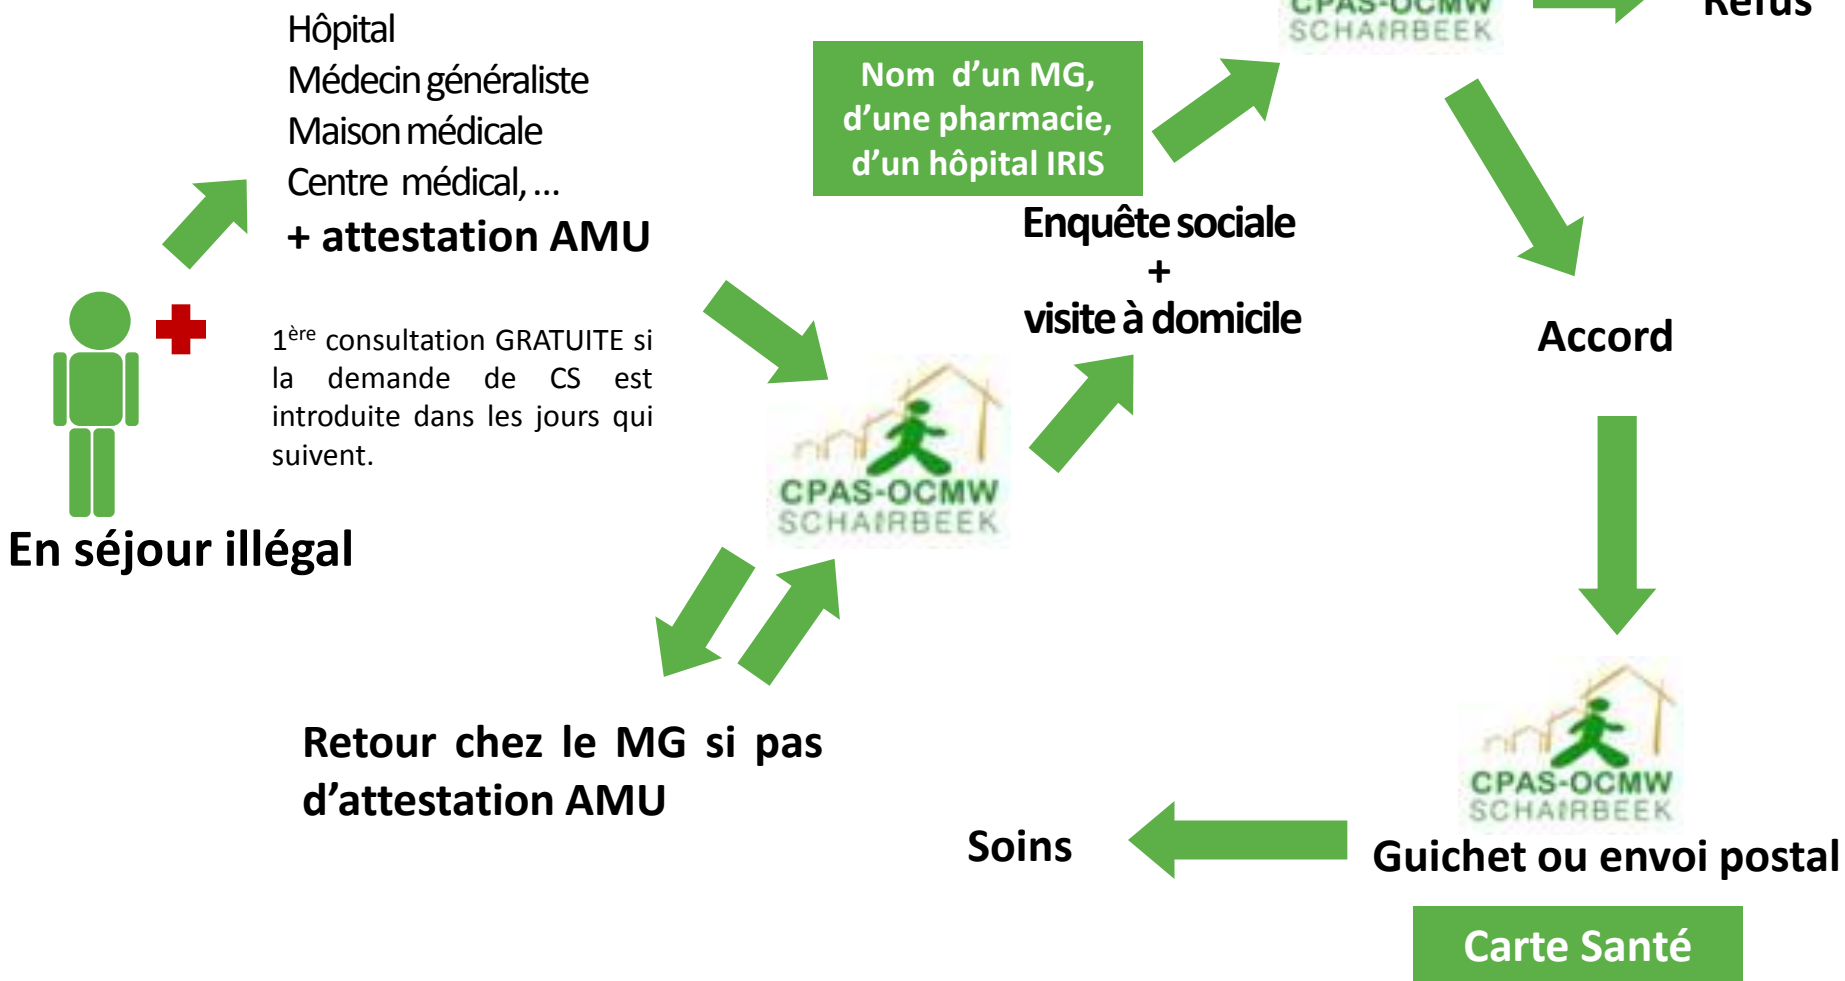 Hôpital
Médecin généraliste
Maison médicale
Centre médical, ...
+ attestation AMU
1ère consultation GRATUITE si
la demande de CS est
introduite dans les jours qui
suivent.
En séjour illégal
CPAS-OCMW
SCHAERBEEK
Retour chez le MG si pas
d'attestation AMU
Nom d'un MG,
d'une pharmacie,
d'un hôpital IRIS
Enquête sociale
+
visite à domicile
CPAS-OCMW
SCHAERBEEK
Refus
Accord
CPAS-OCMW
SCHAERBEEK
Guichet ou envoi postal
Carte Santé
Soins